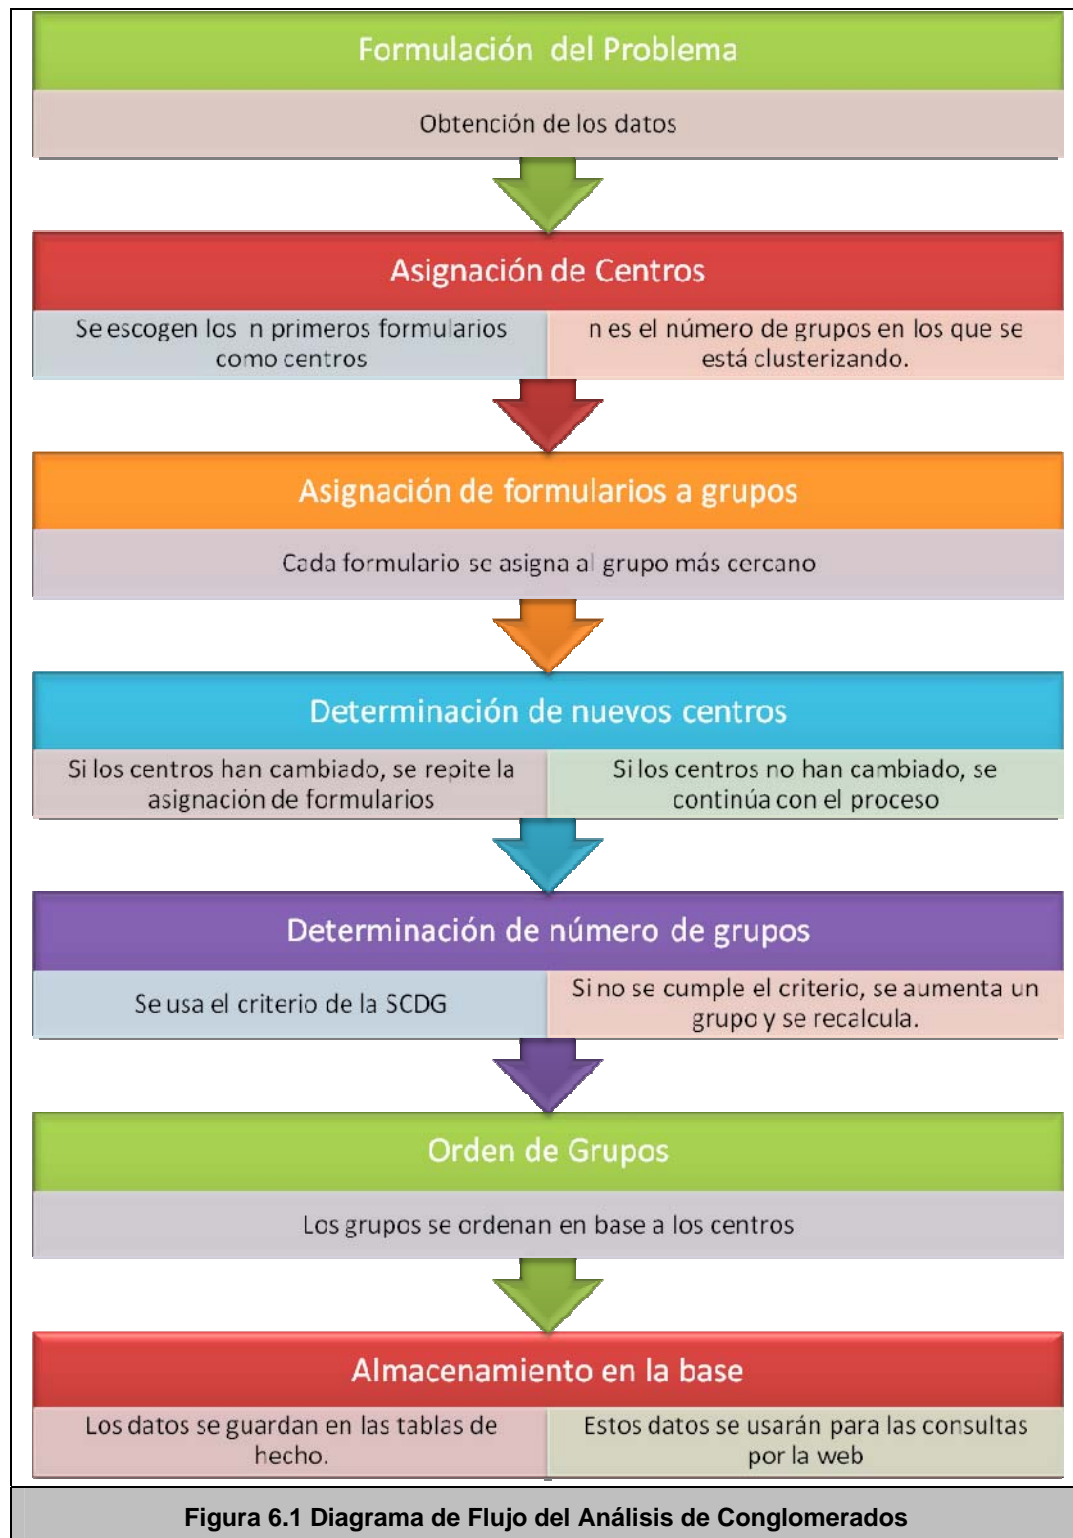 Formulación del Problema
Obtención de los datos
Asignación de Centros
Se escogen los n primeros formularios
como centros
n es el número de grupos en los que se
está clusterizando.
Asignación de formularios a grupos
Cada formulario se asigna al grupo más cercano
Determinación de nuevos centros
Si los centros han cambiado, se repite la
asignación de formularios
Si los centros no han cambiado, se
continúa con el proceso
Determinación de número de grupos
Se usa el criterio de la SCDG
Si no se cumple el criterio, se aumenta un
grupo y se recalcula.
Orden de Grupos
Los grupos se ordenan en base a los centros
Almacenamiento en la base
Los datos se guardan en las tablas de
hecho.
Estos datos se usarán para las consultas
por la web
Figura 6.1 Diagrama de Flujo del Análisis de Conglomerados